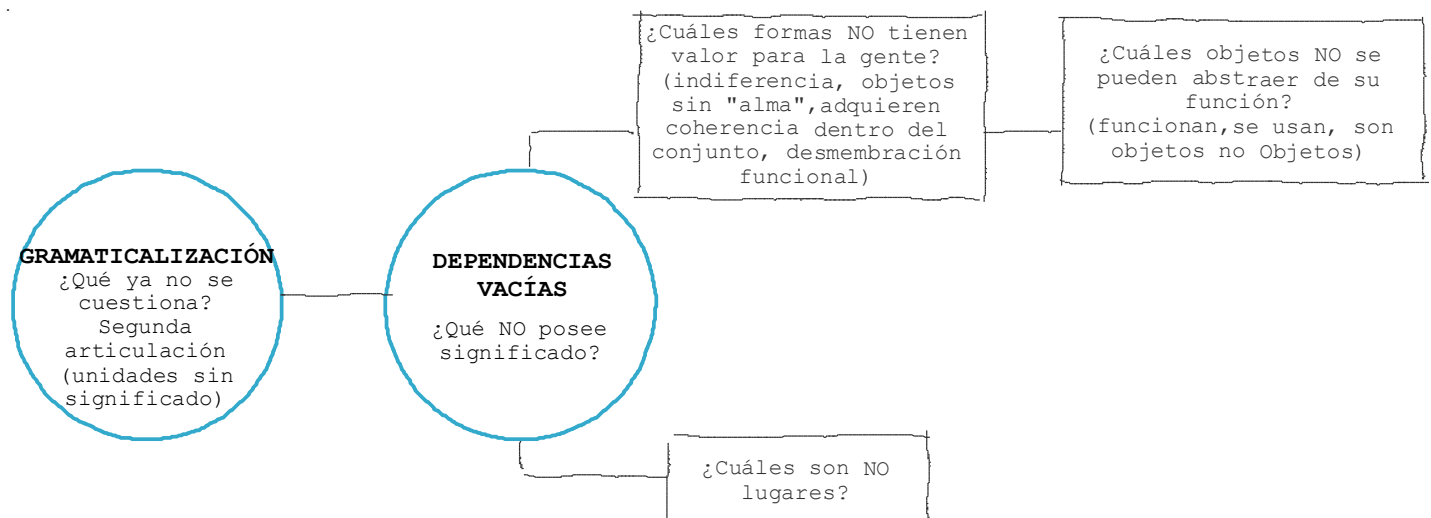 GRAMATICALIZACIÓN
¿Qué ya no se
cuestiona?
Segunda
articulación
(unidades sin
significado)
DEPENDENCIAS
VACÍAS
¿Qué NO posee
significado?
¿Cuáles formas NO tienen
valor para la gente?
(indiferencia, objetos
sin "alma",adquieren
coherencia dentro del
conjunto, desmembración
funcional)
¿Cuáles objetos NO se
pueden abstraer de su
función?
(funcionan,se usan, son
objetos no Objetos)
¿Cuáles son NO
lugares?